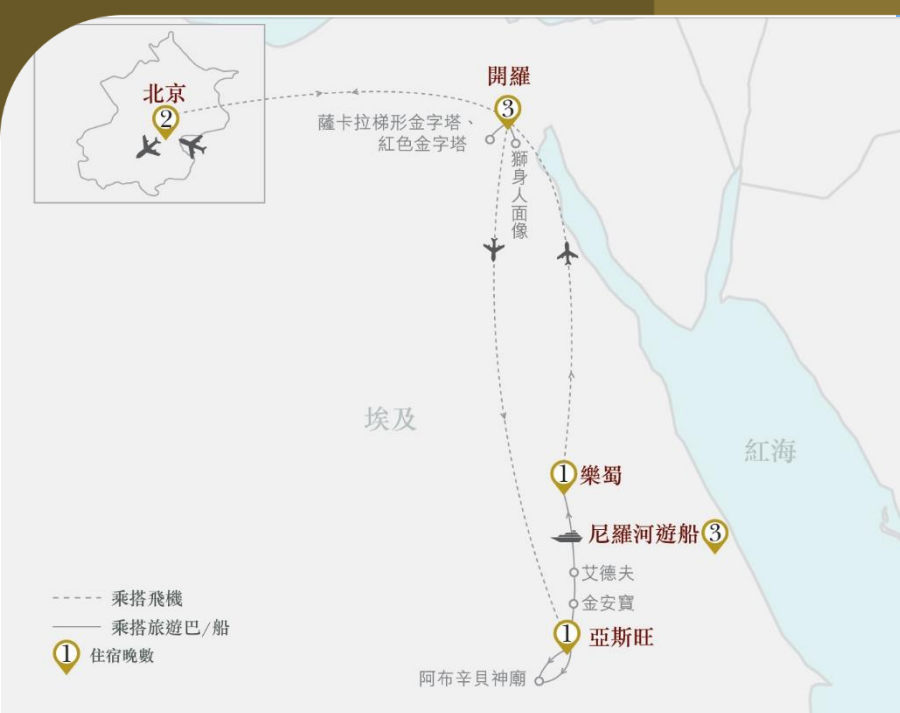 北京
2
開羅
3
薩卡拉梯形金字塔、
紅色金字塔
獅身人面像
埃及
紅海
1
樂蜀
尼羅河遊船
3
艾德夫
金安寶
1
亞斯旺
阿布辛貝神廟
乘搭飛機
乘搭旅遊巴/船
1
住宿晚數